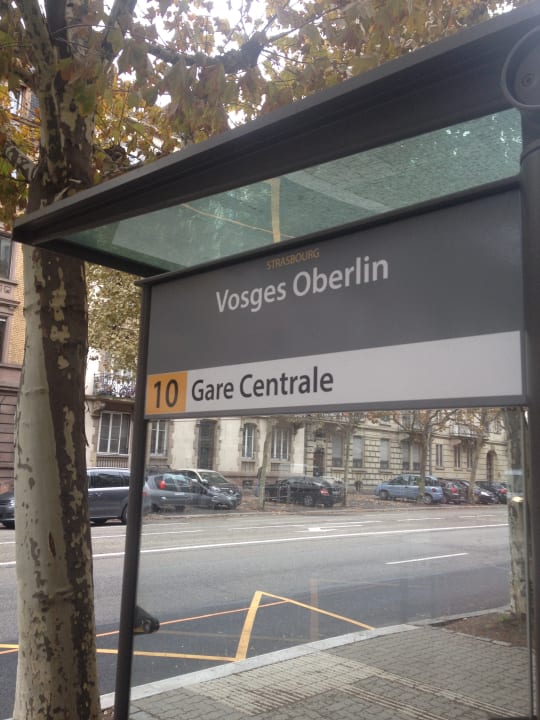 STRASBOURG
Vosges Oberlin
10 Gare Centrale